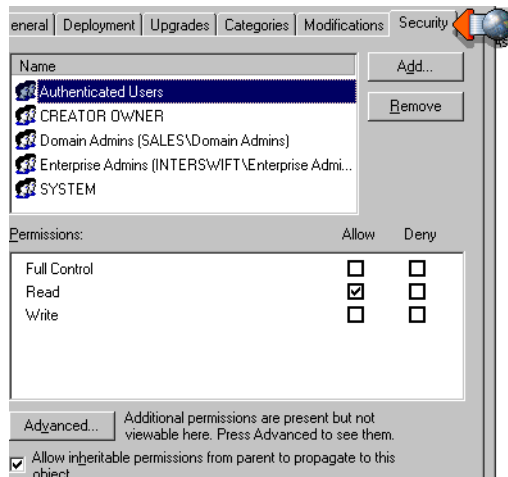 eneral Deployment Upgrades Categories Modifications Security
Name
Add...
Authenticated Users
Remove
CREATOR OWNER
Domain Admins (SALES\Domain Admins)
Enterprise Admins (INTERSWIFT\Enterprise Admi...
SYSTEM
Permissions: Allow Deny
Full Control
Read
Write
Advanced...
Additional permissions are present but not
viewable here. Press Advanced to see them.
Allow inheritable permissions from parent to propagate to this
object